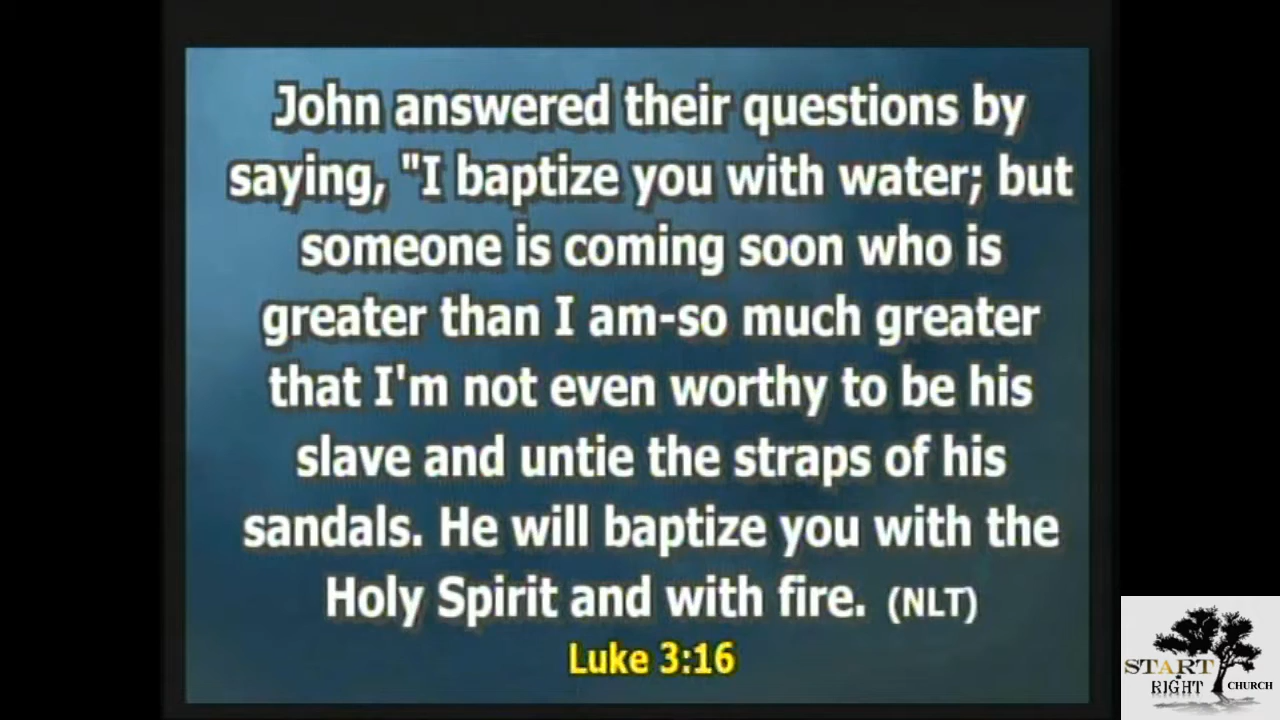 John answered their questions by
saying, "I baptize you with water; but
someone is coming soon who is
greater than I am-so much greater
that I'm not even worthy to be his
slave and untie the straps of his
sandals. He will baptize you with the
Holy Spirit and with fire. (NLT)
Luke 3:16
START
RIGHT CHURCH